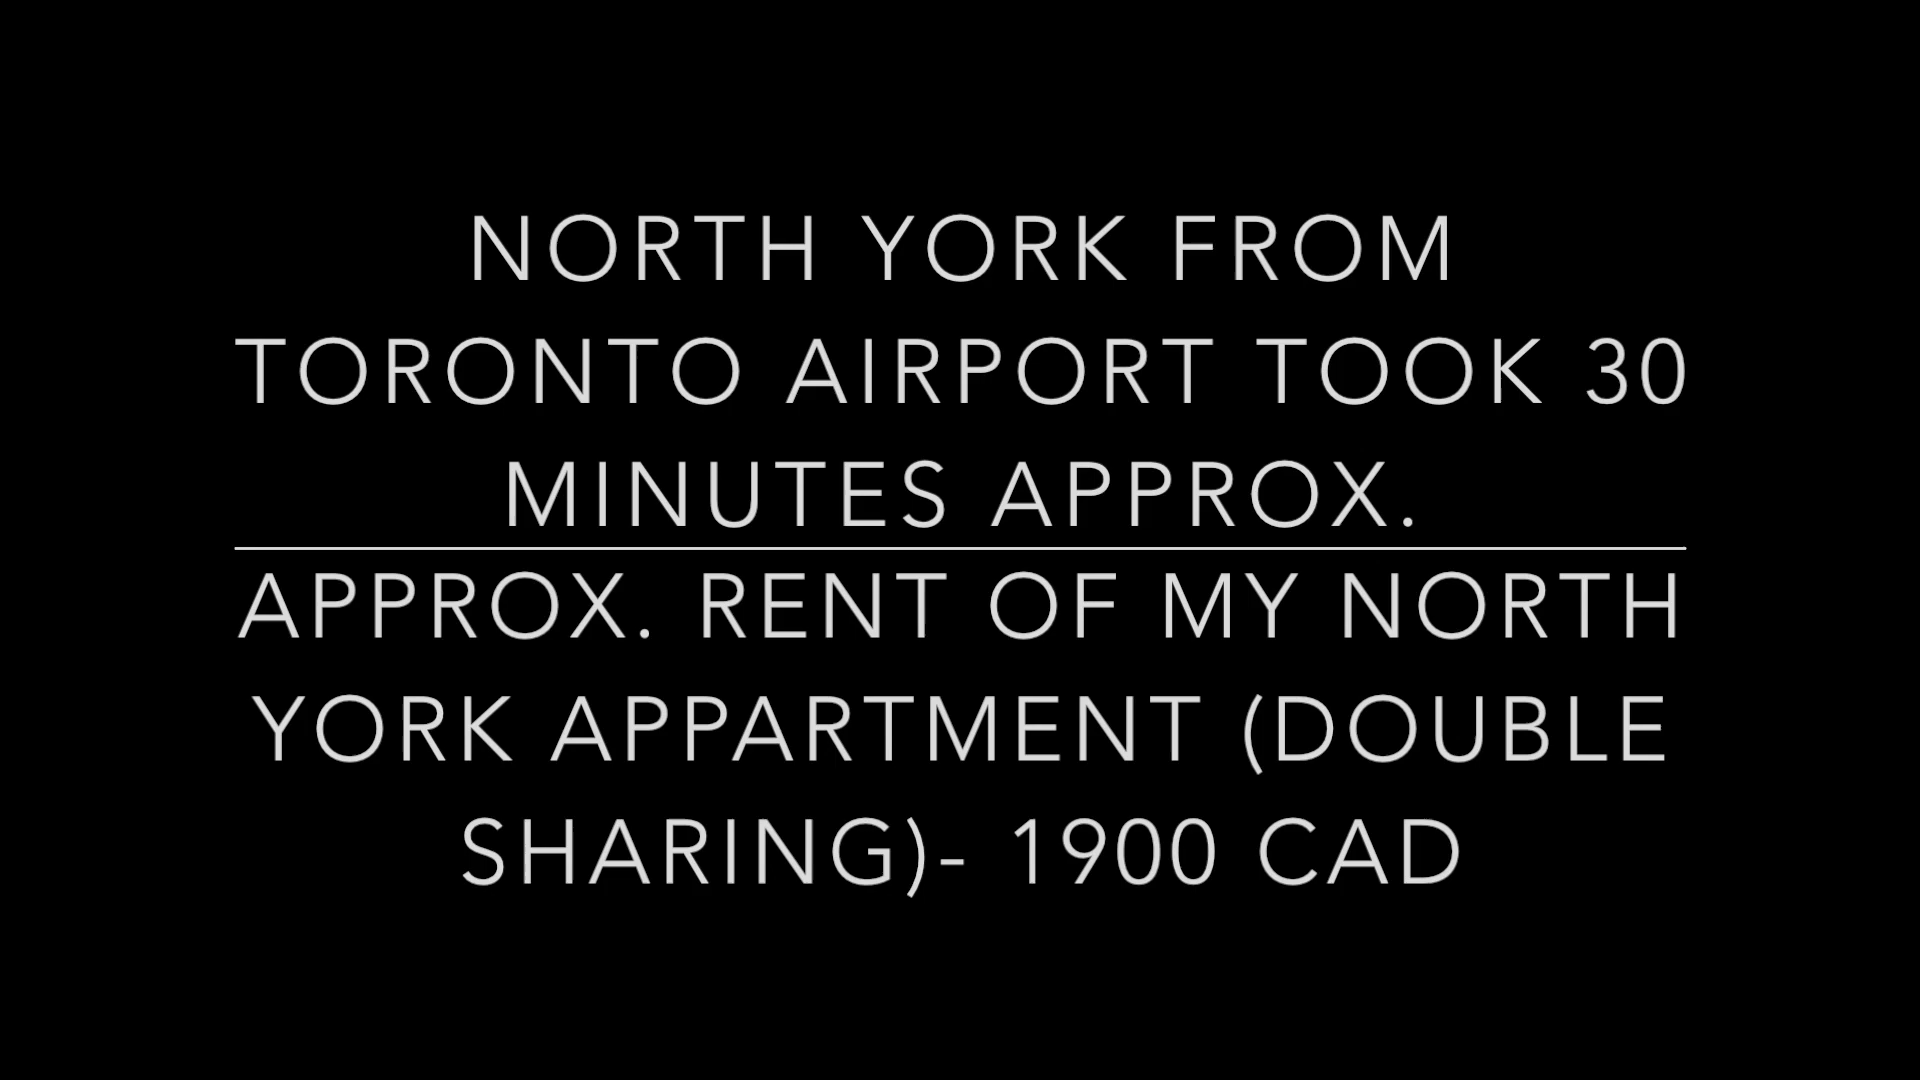 NORTH YORK FROM
TORONTO AIRPORT TOOK 30
MINUTES APPROX.
APPROX. RENT OF MY NORTH
YORK APPARTMENT (DOUBLE
SHARING)- 1900 CAD